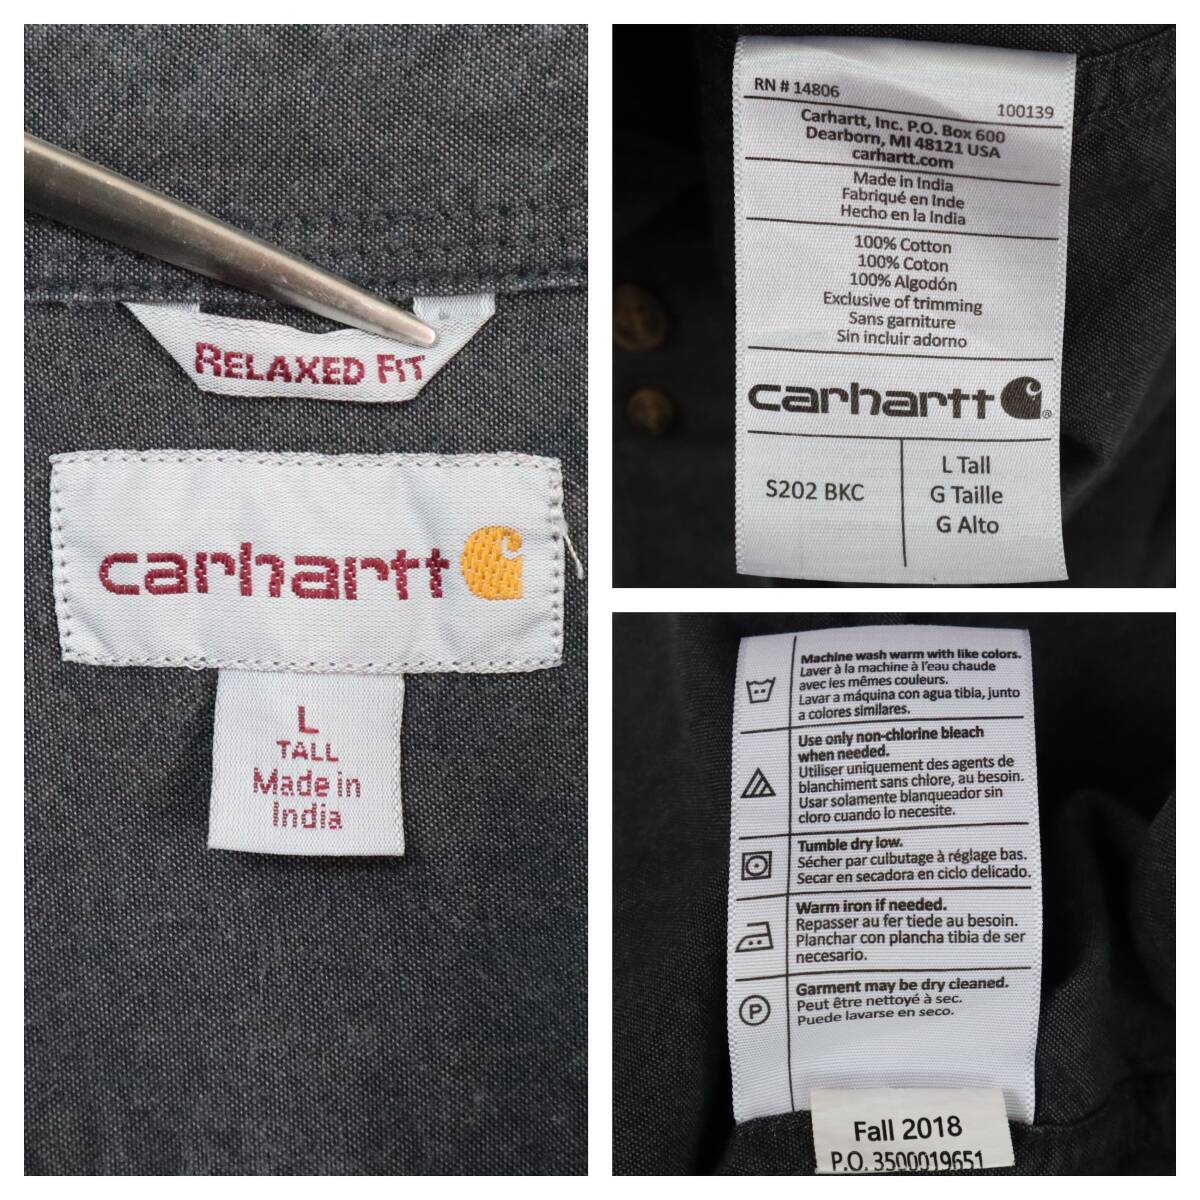 RELAXED FIT
carhartt
L
TALL
Made in
India
RN # 14806
100139
Carhartt, Inc. P.O. Box 600
Dearborn, MI 48121 USA
carhartt.com
Made in India
Fabriqué en Inde
Hecho en la India
100% Cotton
100% Coton
100% Algodón
Exclusive of trimming
Sans garniture
Sin incluir adorno
carhartt®
S202 BKC
L Tall
G Taille
G Alto
Machine wash warm with like colors.
Laver à la machine à l'eau chaude
avec les mêmes couleurs.
Lavar a máquina con agua tibia, junto
a colores similares.
Use only non-chlorine bleach
when needed.
Utiliser uniquement des agents de
blanchiment sans chlore, au besoin.
Usar solamente blanqueador sin
cloro cuando lo necesite.
Tumble dry low.
Sécher par culbutage à réglage bas.
Secar en secadora en ciclo delicado.
Warm iron if needed.
Repasser au fer tiede au besoin.
Planchar con plancha tibia de ser
necesario.
P
Garment may be dry cleaned.
Peut être nettoyé à sec.
Puede lavarse en seco.
Fall 2018
P.O. 3500019651